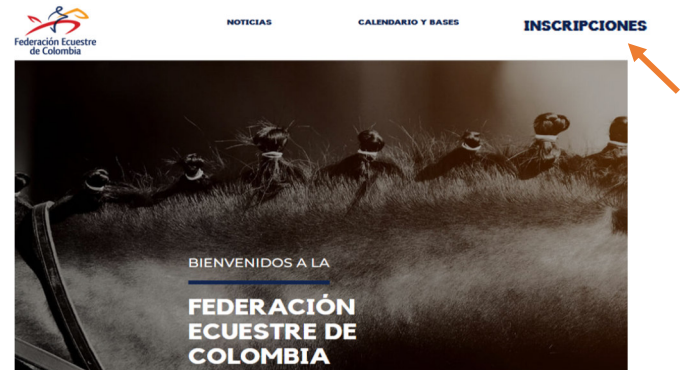 Federación Ecuestre
de Colombia
NOTICIAS
CALENDARIO Y BASES
INSCRIPCIONES
BIENVENIDOS A LA
FEDERACIÓN
ECUESTRE DE
COLOMBIA